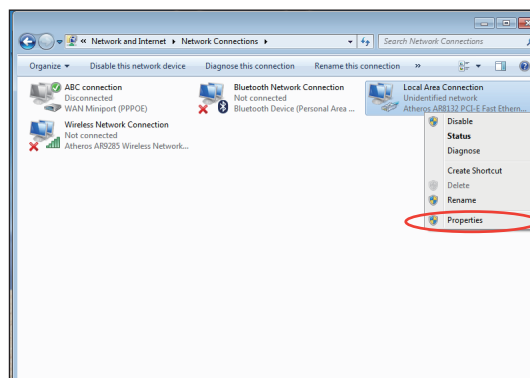 « Network and Internet ▸ Network Connections ▸
Search Network Connections
Organize ▾ Disable this network device Diagnose this connection Rename this connection »
ABC connection
Disconnected
WAN Miniport (PPPOE)
Bluetooth Network Connection
Not connected
Bluetooth Device (Personal Area ...
Local Area Connection
Unidentified network
Atheros AR8132 PCI-E Fast Ethern...
Wireless Network Connection
Not connected
Atheros AR9285 Wireless Network...
Disable
Status
Diagnose
Create Shortcut
Delete
Rename
Properties